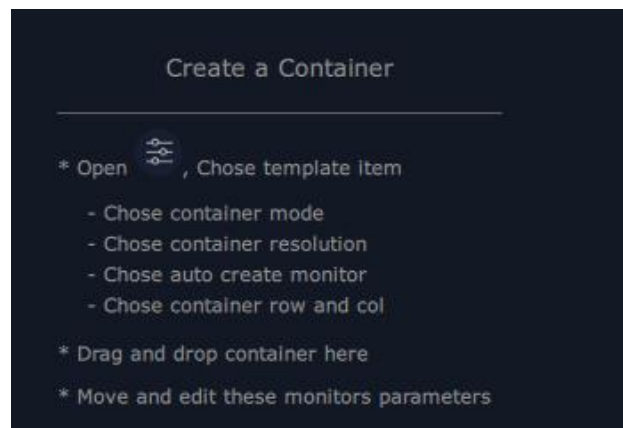 Create a Container
* Open , Chose template item
- Chose container mode
- Chose container resolution
- Chose auto create monitor
- Chose container row and col
* Drag and drop container here
* Move and edit these monitors parameters